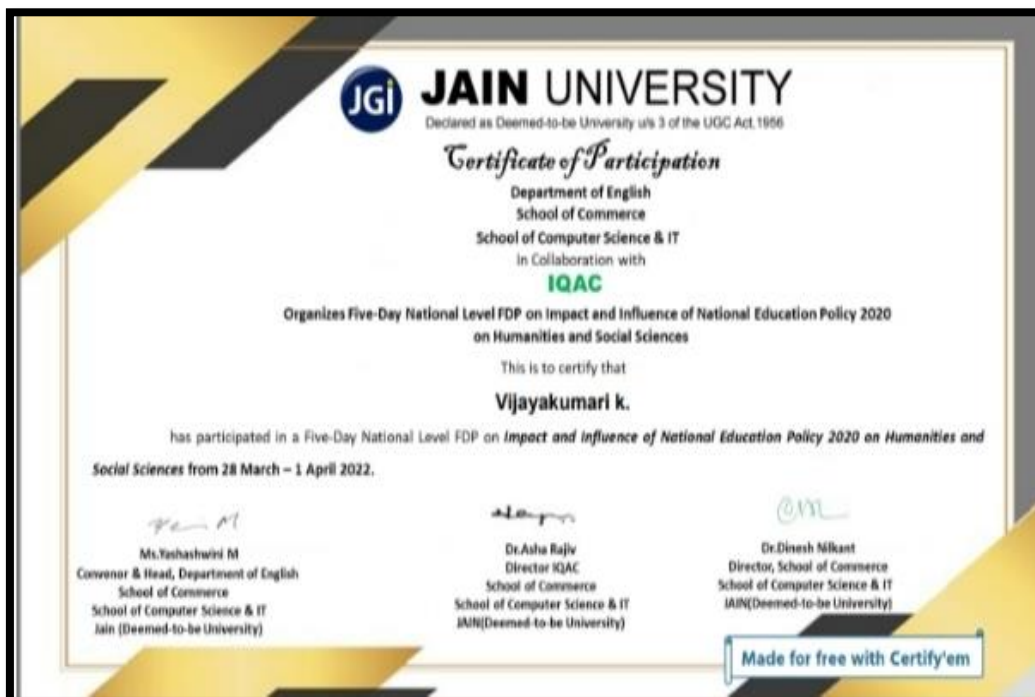 JGi JAIN UNIVERSITY
Declared as Deemed-to-be University u/s 3 of the UGC Act, 1956
Certificate of Participation
Department of English
School of Commerce
School of Computer Science & IT
In Collaboration with
IQAC
Organizes Five-Day National Level FDP on Impact and Influence of National Education Policy 2020
on Humanities and Social Sciences
This is to certify that
Vijayakumari k.
has participated in a Five-Day National Level FDP on Impact and Influence of National Education Policy 2020 on Humanities and
Social Sciences from 28 March – 1 April 2022.
Ms.Yashashwini M
Convenor & Head, Department of English
School of Commerce
School of Computer Science & IT
Jain (Deemed-to-be University)
Dr.Asha Rajiv
Director IQAC
School of Commerce
School of Computer Science & IT
JAIN(Deemed-to-be University)
Dr.Dinesh Nilkant
Director, School of Commerce
School of Computer Science & IT
JAIN(Deemed-to-be University)
Made for free with Certify'em